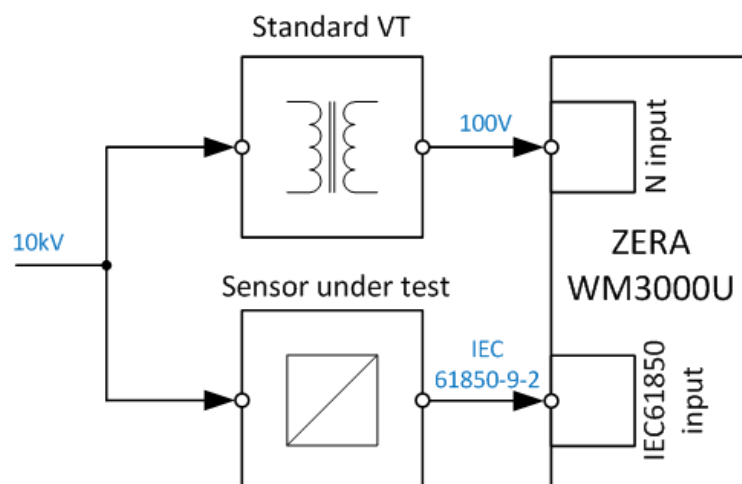 Standard VT
100V
N input
10kV
ZERA
WM3000U
Sensor under test
IEC
61850-9-2
IEC61850
input